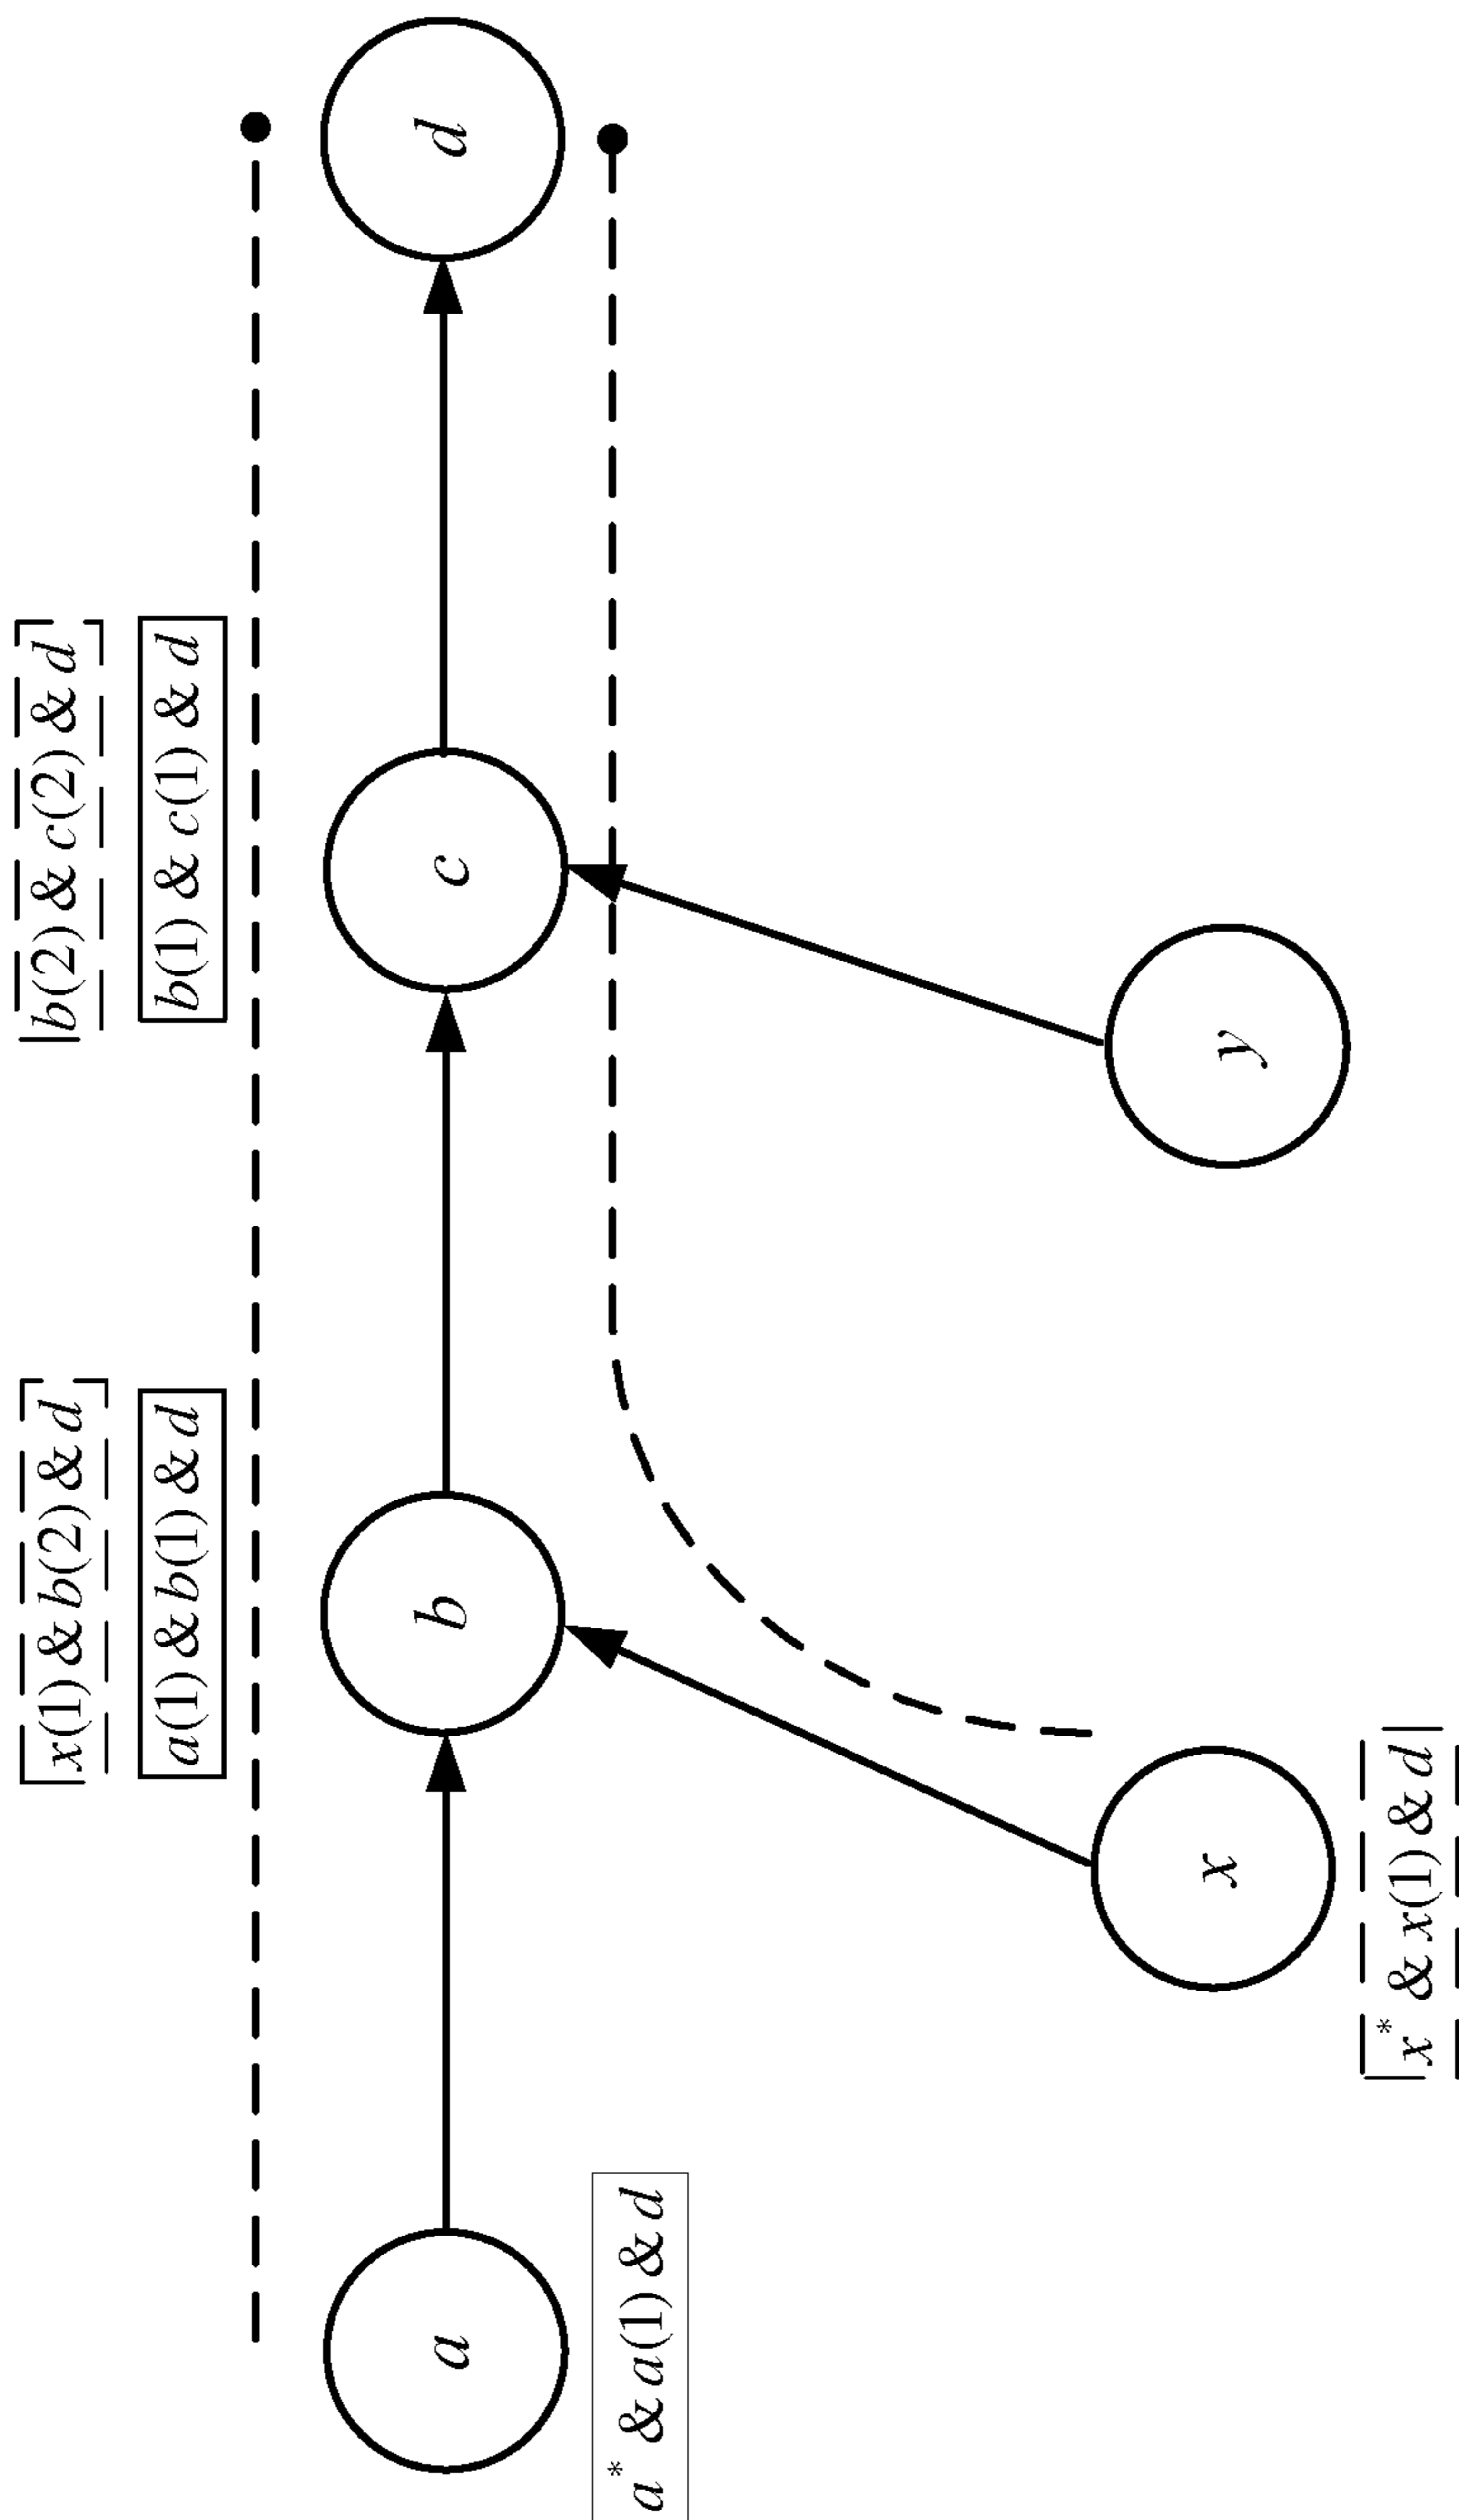 x(1) & b(2) & d
b(2) & c(2) & d
a(1) & b(1) & d
b(1) & c(1) & d
a
b
c
d
a* & a(1) & d
x
y
x* & x(1) & d